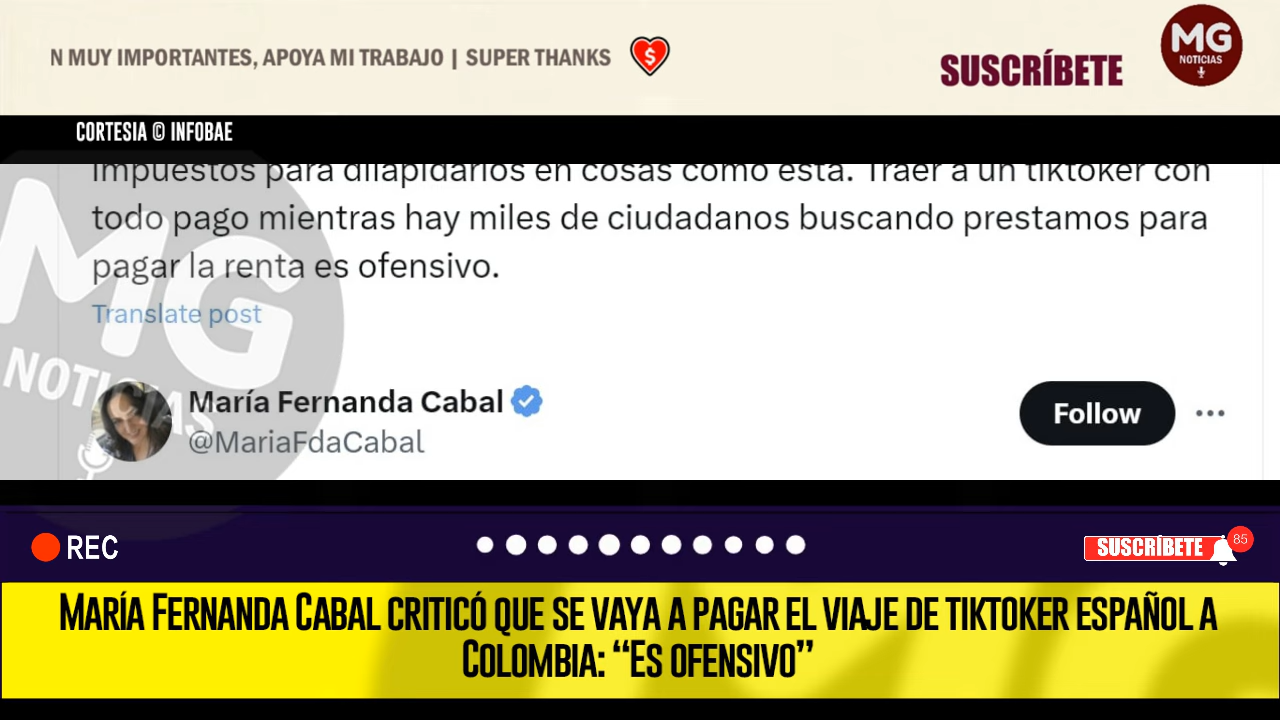 N MUY IMPORTANTES, APOYA MI TRABAJO | SUPER THANKS
SUSCRÍBETE
MG
NOTICIAS
CORTESIA © INFOBAE
impuestos para dilapidarlos en cosas como esta. Traer a un tiktoker con
todo pago mientras hay miles de ciudadanos buscando prestamos para
pagar la renta es ofensivo.
Translate post
MG
NOTICIAS
María Fernanda Cabal
@MariaFdaCabal
Follow
REC
SUSCRÍBETE
85
MARÍA FERNANDA CABAL CRITICÓ QUE SE VAYA A PAGAR EL VIAJE DE TIKTOKER ESPAÑOL A
COLOMBIA: “ES OFENSIVO”